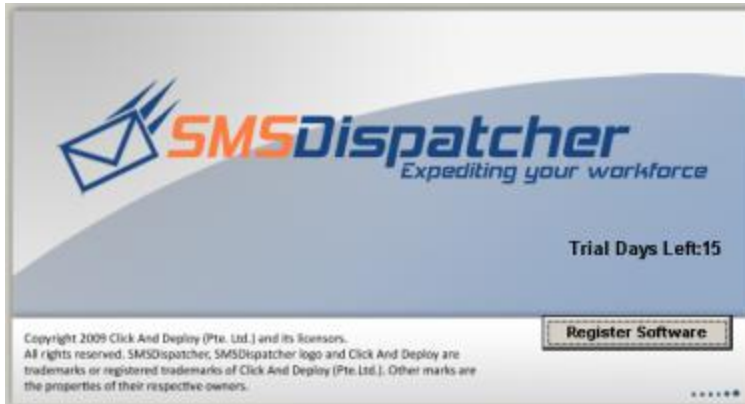 SMSDispatcher
Expediting your workforce
Trial Days Left:15
Register Software
Copyright 2009 Click And Deploy (Pte. Ltd.) and its licensors.
All rights reserved. SMSDispatcher, SMSDispatcher logo and Click And Deploy are
trademarks or registered trademarks of Click And Deploy (Pte.Ltd.). Other marks are
the properties of their respective owners.